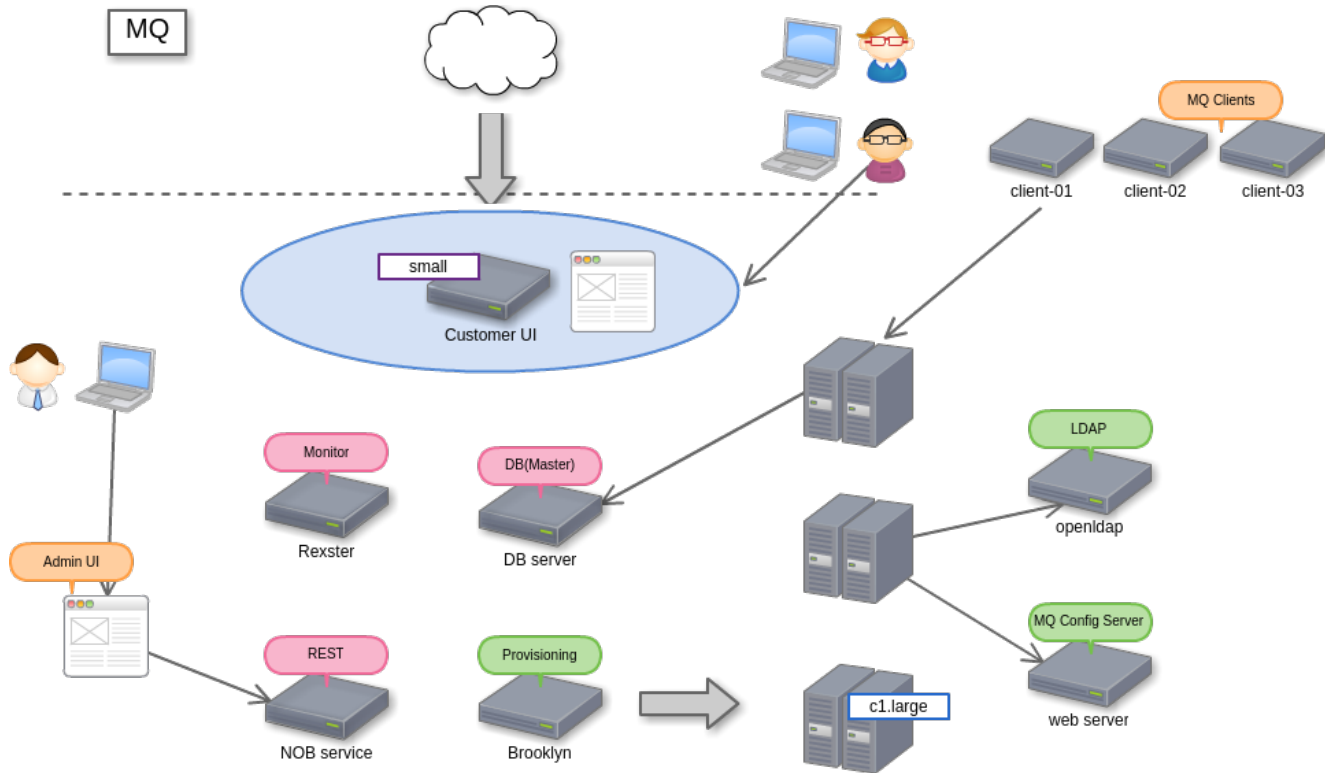 MQ
MQ Clients
client-01
client-02
client-03
small
Customer UI
Monitor
Rexster
DB(Master)
DB server
LDAP
openldap
Admin UI
REST
NOB service
Provisioning
Brooklyn
c1.large
MQ Config Server
web server